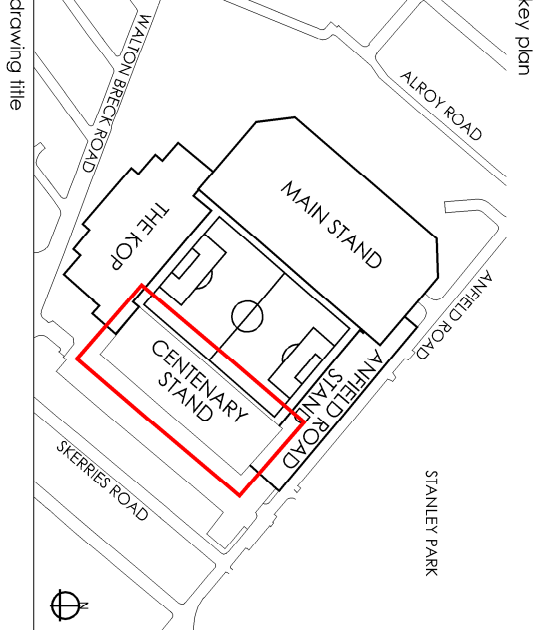 key plan
ALROY ROAD
WALTON BRECK ROAD
MAIN STAND
THE KOP
ANFIELD ROAD
CENTENARY
STAND
ANFIELD ROAD
STAND
STANLEY PARK
SKERRIES ROAD
N
drawing title